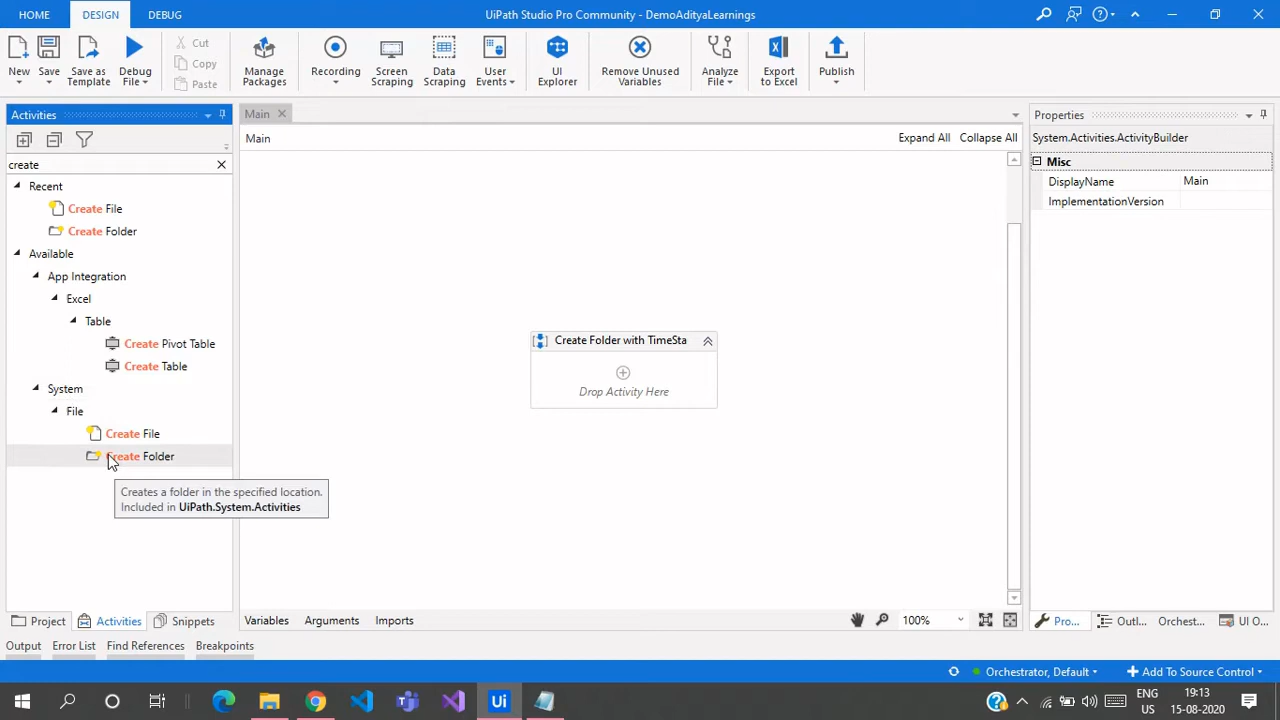 HOME
DESIGN
DEBUG
UiPath Studio Pro Community - DemoAdityaLearnings
New
Save
Save as
Template
Debug
File
Cut
Copy
Paste
Manage
Packages
Recording
Screen
Scraping
Data
Scraping
User
Events
UI
Explorer
Remove Unused
Variables
Analyze
File
Export
to Excel
Publish
Activities
create
Recent
Create File
Create Folder
Available
App Integration
Excel
Table
Create Pivot Table
Create Table
System
File
Create File
Create Folder
Creates a folder in the specified location.
Included in UiPath.System.Activities
Main
Main
Expand All
Collapse All
Create Folder with TimeSta
Drop Activity Here
Properties
System.Activities.ActivityBuilder
Misc
DisplayName
Main
ImplementationVersion
Project
Activities
Snippets
Variables
Arguments
Imports
100%
Pro...
Outl...
Orchest...
UI O...
Output
Error List
Find References
Breakpoints
Orchestrator, Default
Add To Source Control
Ui
ENG
US
19:13
15-08-2020